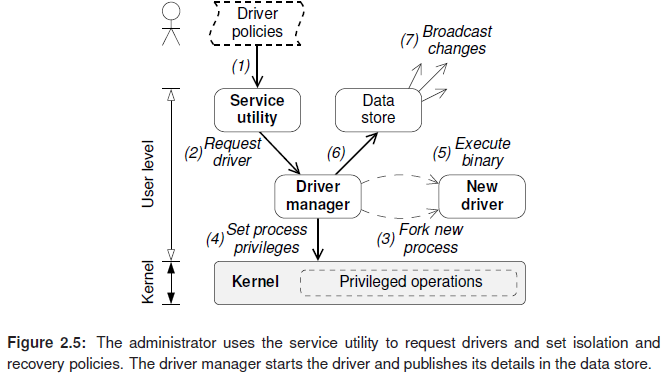 Driver
policies
(7) Broadcast
changes
(1)
Service
utility
Data
store
(2) Request
driver
(6)
(5) Execute
binary
Driver
manager
New
driver
(4) Set process
privileges
(3) Fork new
process
User level
Kernel
Kernel
Privileged operations
Figure 2.5: The administrator uses the service utility to request drivers and set isolation and
recovery policies. The driver manager starts the driver and publishes its details in the data store.